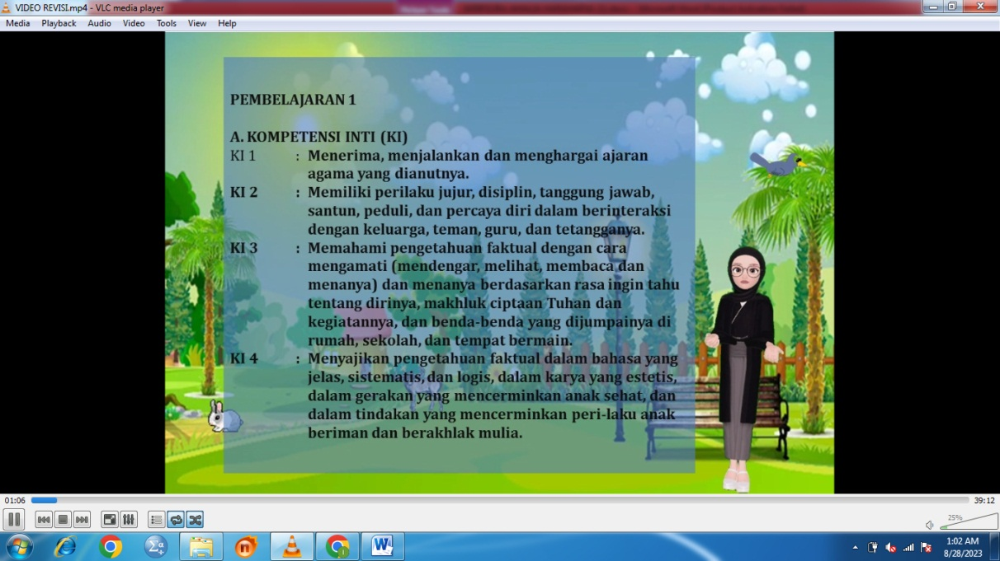 VIDEO REVISI.mp4 - VLC media player
Media Playback Audio Video Tools View Help
PEMBELAJARAN 1
A. KOMPETENSI INTI (KI)
KI 1 : Menerima, menjalankan dan menghargai ajaran
agama yang dianutnya.
KI 2 : Memiliki perilaku jujur, disiplin, tanggung jawab,
santun, peduli, dan percaya diri dalam berinteraksi
dengan keluarga, teman, guru, dan tetangganya.
KI 3 : Memahami pengetahuan faktual dengan cara
mengamati (mendengar, melihat, membaca dan
menanya) dan menanya berdasarkan rasa ingin tahu
tentang dirinya, makhluk ciptaan Tuhan dan
kegiatannya, dan benda-benda yang dijumpainya di
rumah, sekolah, dan tempat bermain.
KI 4 : Menyajikan pengetahuan faktual dalam bahasa yang
jelas, sistematis, dan logis, dalam karya yang estetis,
dalam gerakan yang mencerminkan anak sehat, dan
dalam tindakan yang mencerminkan peri-laku anak
beriman dan berakhlak mulia.
01:06 39:12
25%
1:02 AM
8/28/2023